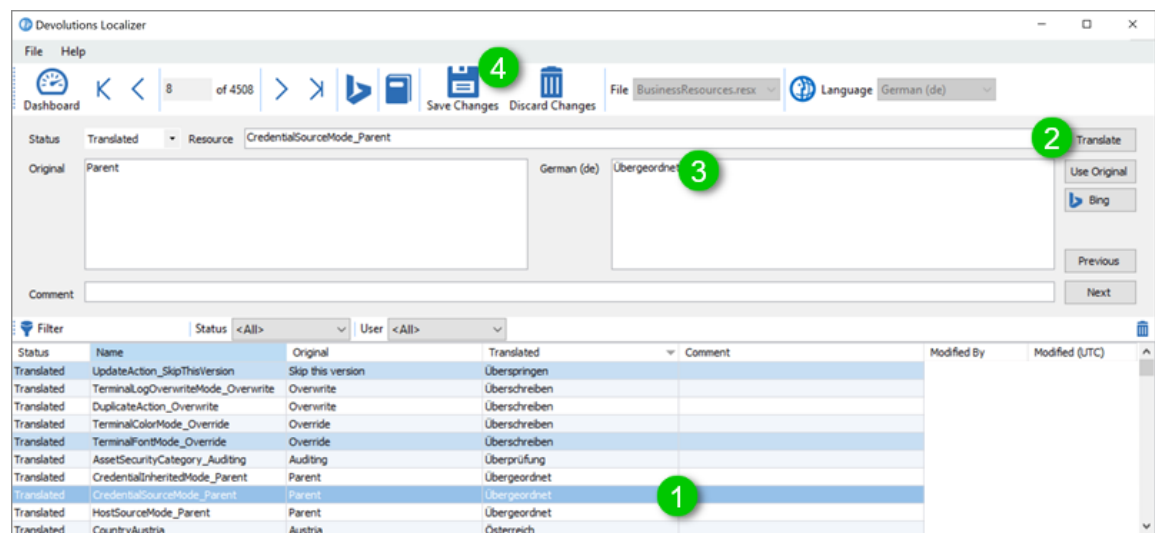 Devolutions Localizer
File Help
Dashboard 8 of 4508 Save Changes 4 Discard Changes File BusinessResources.resx Language German (de)
Status Translated Resource CredentialSourceMode_Parent 2 Translate
Original Parent German (de) Übergeordnet 3 Use Original
Bing
Previous
Comment Next
Filter Status <All> User <All>
Status Name Original Translated Comment Modified By Modified (UTC)
Translated UpdateAction_SkipThisVersion Skip this version Überspringen
Translated TerminalLogOverwriteMode_Overwrite Overwrite Überschreiben
Translated DuplicateAction_Overwrite Overwrite Überschreiben
Translated TerminalColorMode_Override Override Überschreiben
Translated TerminalFontMode_Override Override Überschreiben
Translated AssetSecurityCategory_Auditing Auditing Überprüfung
Translated CredentialInheritedMode_Parent Parent Übergeordnet
Translated CredentialSourceMode_Parent Parent Übergeordnet 1
Translated HostSourceMode_Parent Parent Übergeordnet
Translated CountryAustria Austria Österreich